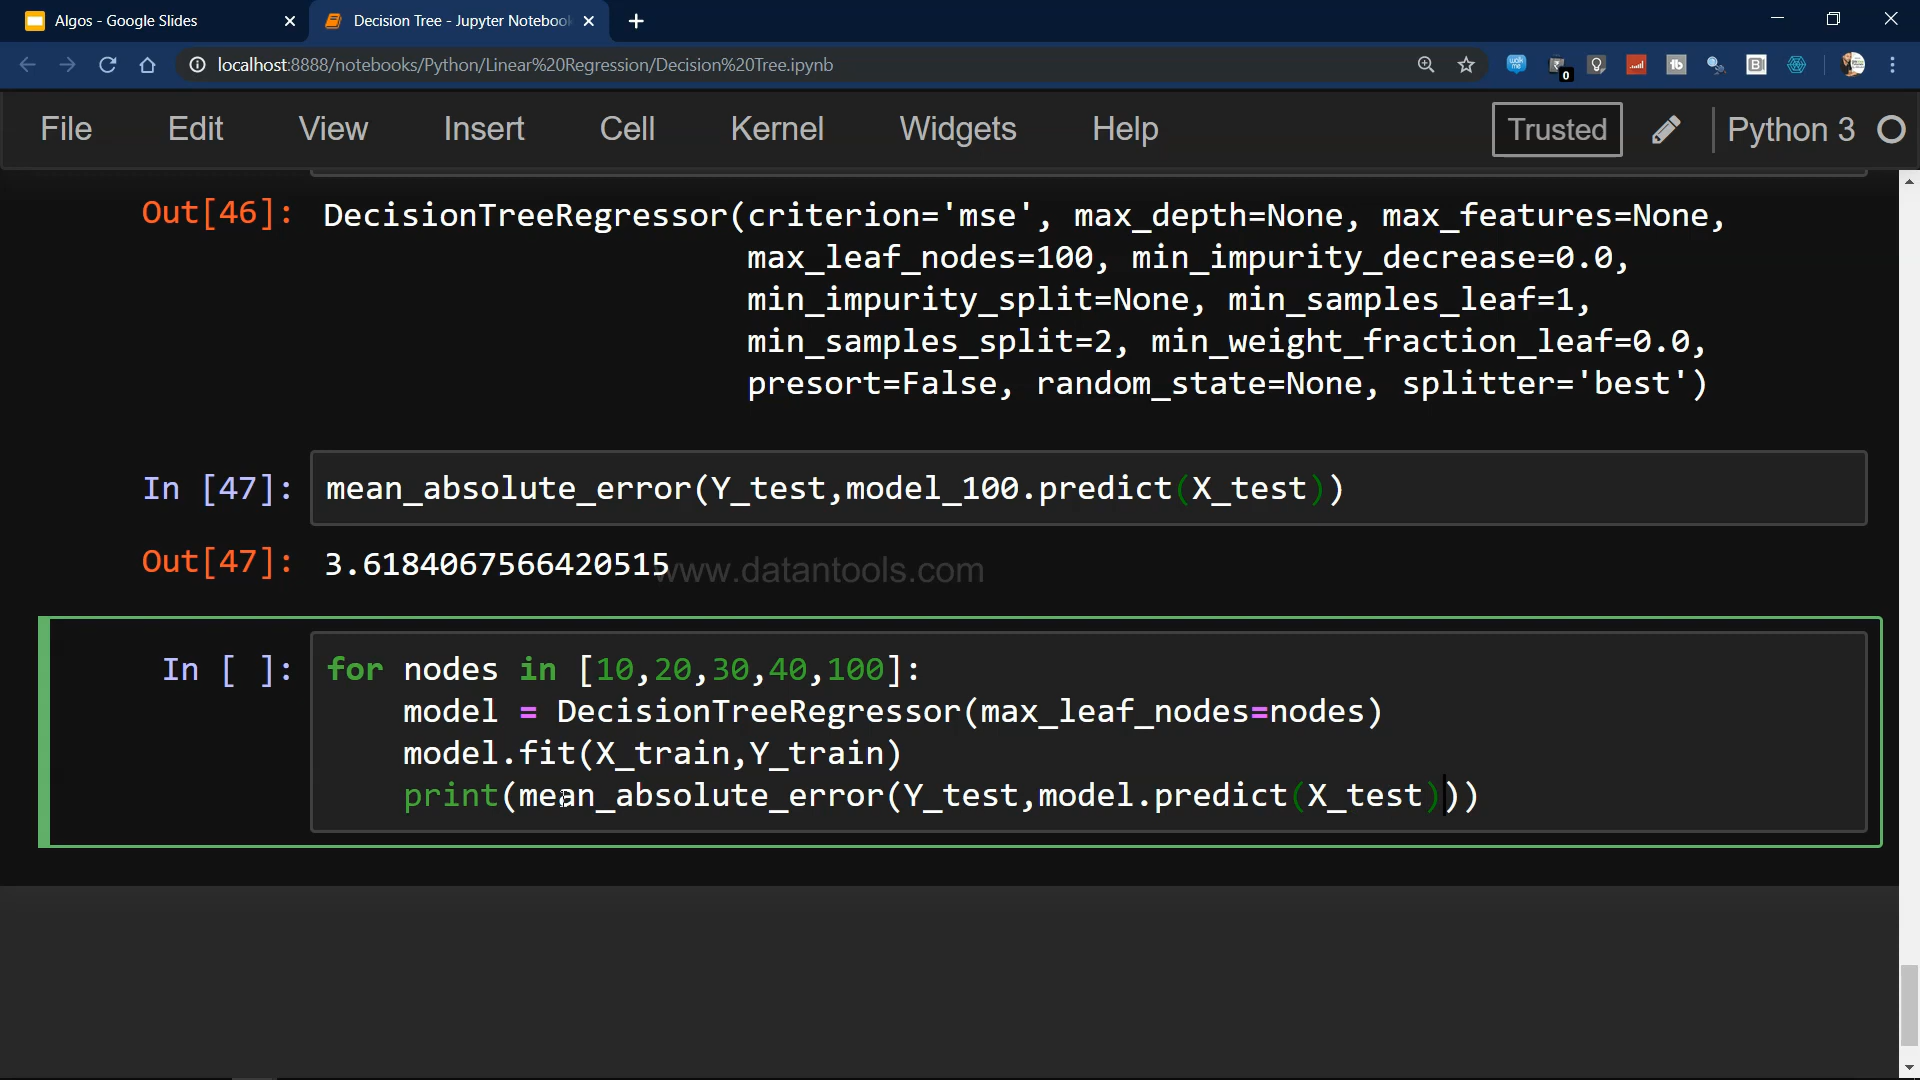 Algos - Google Slides
Decision Tree - Jupyter Notebook
localhost:8888/notebooks/Python/Linear%20Regression/Decision%20Tree.ipynb
0
File Edit View Insert Cell Kernel Widgets Help Trusted Python 3
Out[46]: DecisionTreeRegressor(criterion='mse', max_depth=None, max_features=None,
max_leaf_nodes=100, min_impurity_decrease=0.0,
min_impurity_split=None, min_samples_leaf=1,
min_samples_split=2, min_weight_fraction_leaf=0.0,
presort=False, random_state=None, splitter='best')
In [47]: mean_absolute_error(Y_test,model_100.predict(X_test))
Out[47]: 3.6184067566420515
www.datantools.com
In [ ]: for nodes in [10,20,30,40,100]:
model = DecisionTreeRegressor(max_leaf_nodes=nodes)
model.fit(X_train,Y_train)
print(mean_absolute_error(Y_test,model.predict(X_test)))